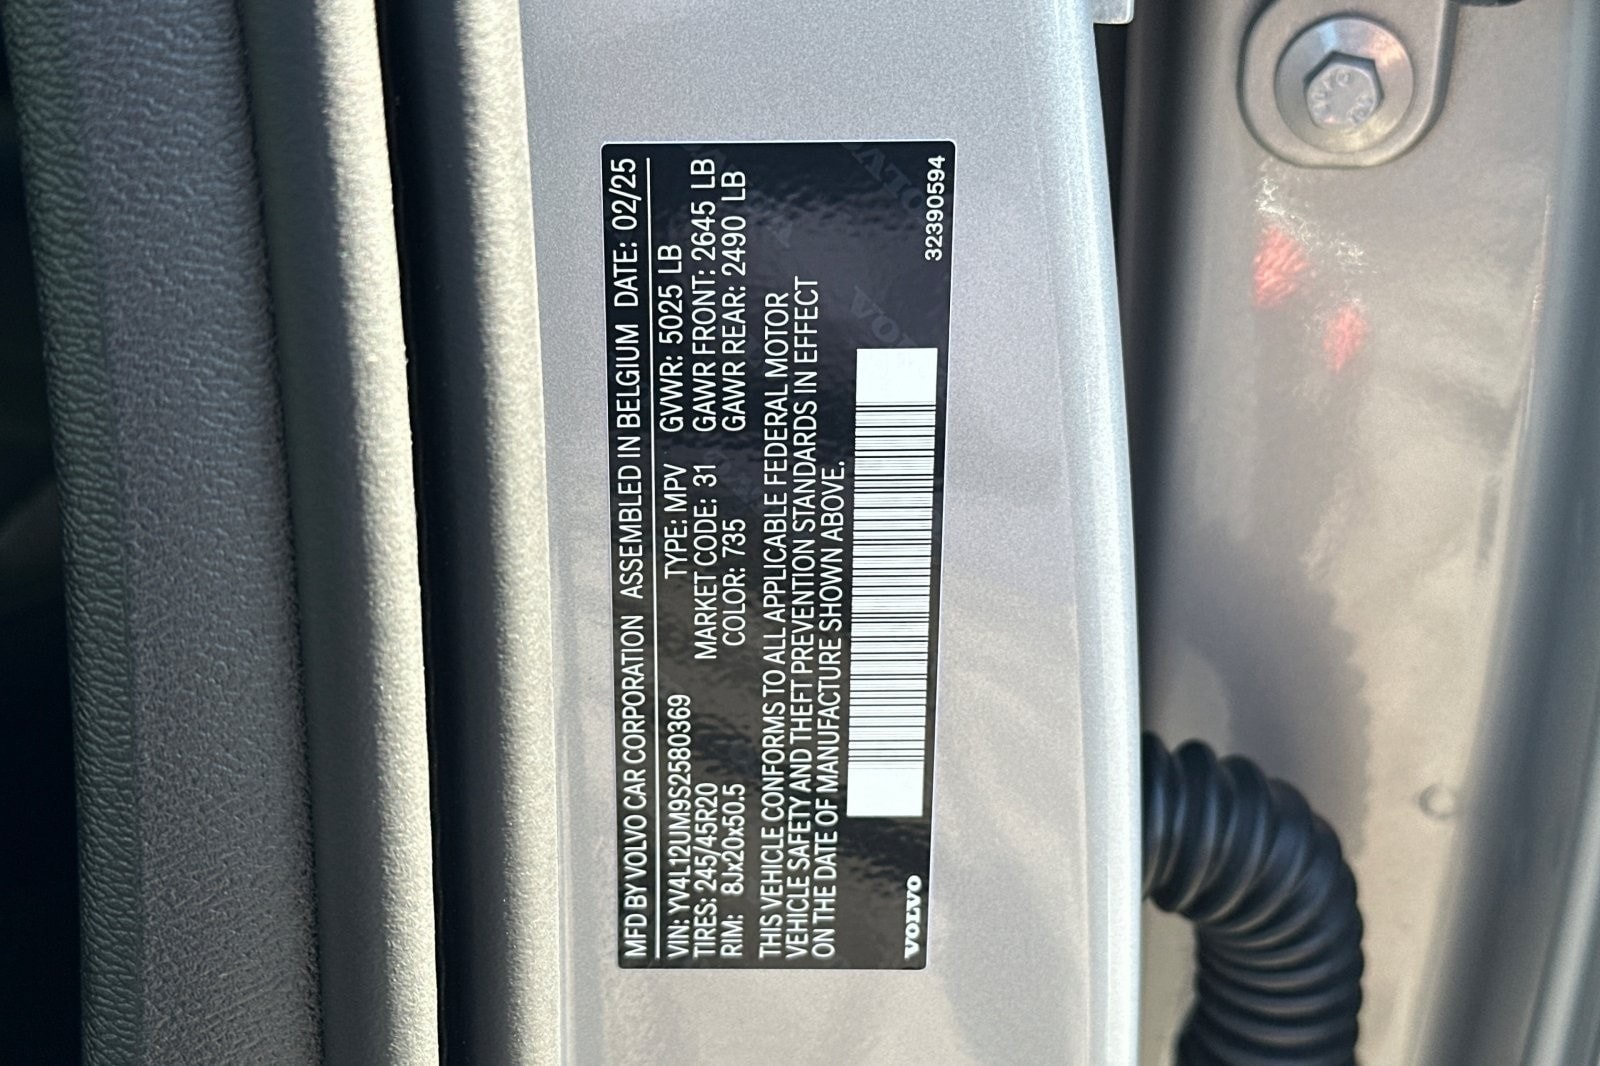 MFD BY VOLVO CAR CORPORATION ASSEMBLED IN BELGIUM DATE: 02/25
VIN: YV4L12UM9S2580369 TYPE: MPV GVWR: 5025 LB
TIRES: 245/45R20 MARKET CODE: 31 GAWR FRONT: 2645 LB
RIM: 8Jx20x50.5 COLOR: 735 GAWR REAR: 2490 LB
THIS VEHICLE CONFORMS TO ALL APPLICABLE FEDERAL MOTOR
VEHICLE SAFETY AND THEFT PREVENTION STANDARDS IN EFFECT
ON THE DATE OF MANUFACTURE SHOWN ABOVE.
VOLVO 32390594